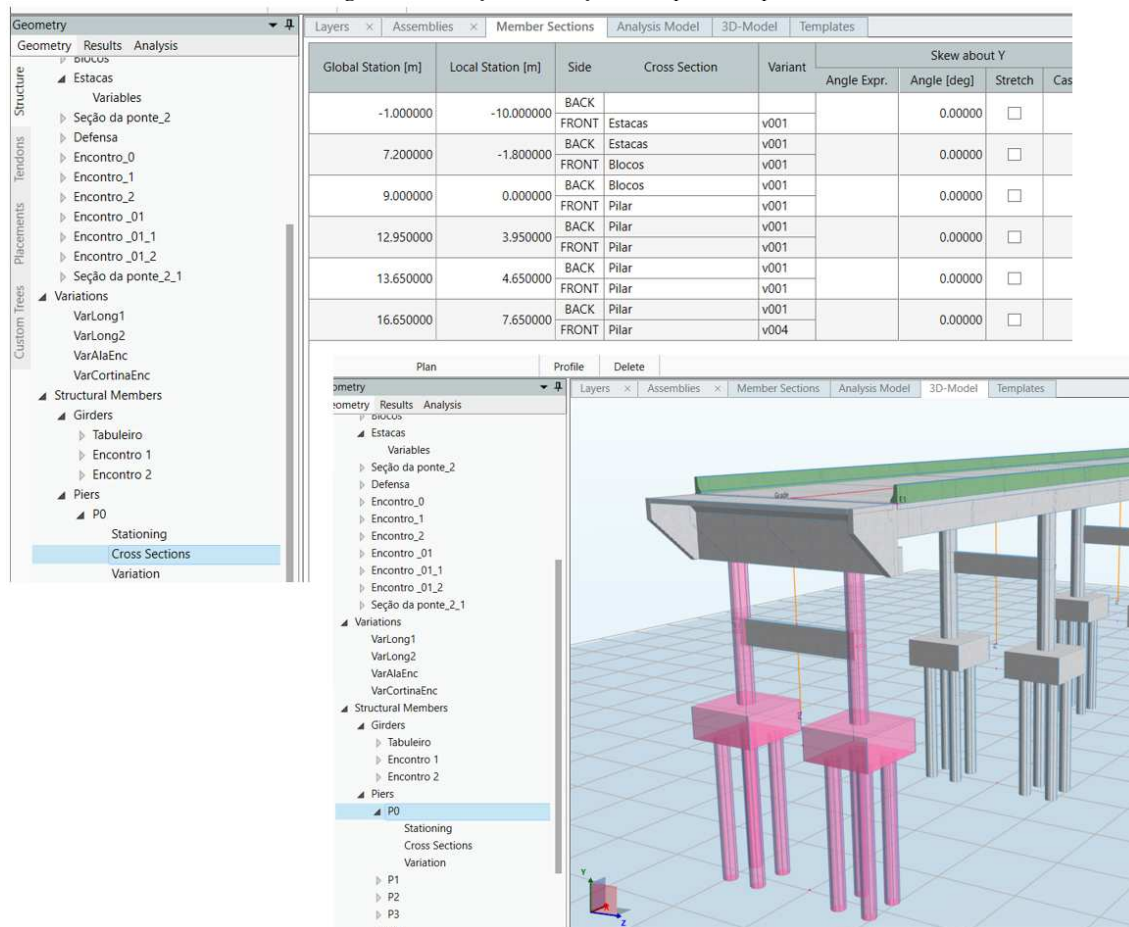 Geometry
Geometry Results Analysis
Structure
Tendons
Placements
Custom Trees
Blocos
Estacas
Variables
Seção da ponte_2
Defensa
Encontro_0
Encontro_1
Encontro_2
Encontro _01
Encontro _01_1
Encontro _01_2
Seção da ponte_2_1
Variations
VarLong1
VarLong2
VarAlaEnc
VarCortinaEnc
Structural Members
Girders
Tabuleiro
Encontro 1
Encontro 2
Piers
P0
Stationing
Cross Sections
Variation
Layers × Assemblies × Member Sections Analysis Model 3D-Model Templates
Global Station [m] Local Station [m] Side Cross Section Variant Skew about Y
Angle Expr. Angle [deg] Stretch Cas
-1.000000 -10.000000 BACK 0.00000
FRONT Estacas v001
7.200000 -1.800000 BACK Estacas v001 0.00000
FRONT Blocos v001
9.000000 0.000000 BACK Blocos v001 0.00000
FRONT Pilar v001
12.950000 3.950000 BACK Pilar v001 0.00000
FRONT Pilar v001
13.650000 4.650000 BACK Pilar v001 0.00000
FRONT Pilar v001
16.650000 7.650000 BACK Pilar v001 0.00000
FRONT Pilar v004
Plan Profile Delete
ometry
eometry Results Analysis
Blocos
Estacas
Variables
Seção da ponte_2
Defensa
Encontro_0
Encontro_1
Encontro_2
Encontro _01
Encontro _01_1
Encontro _01_2
Seção da ponte_2_1
Variations
VarLong1
VarLong2
VarAlaEnc
VarCortinaEnc
Structural Members
Girders
Tabuleiro
Encontro 1
Encontro 2
Piers
P0
Stationing
Cross Sections
Variation
P1
P2
P3
Layers × Assemblies × Member Sections Analysis Model 3D-Model Templates
Grade
Y
Z